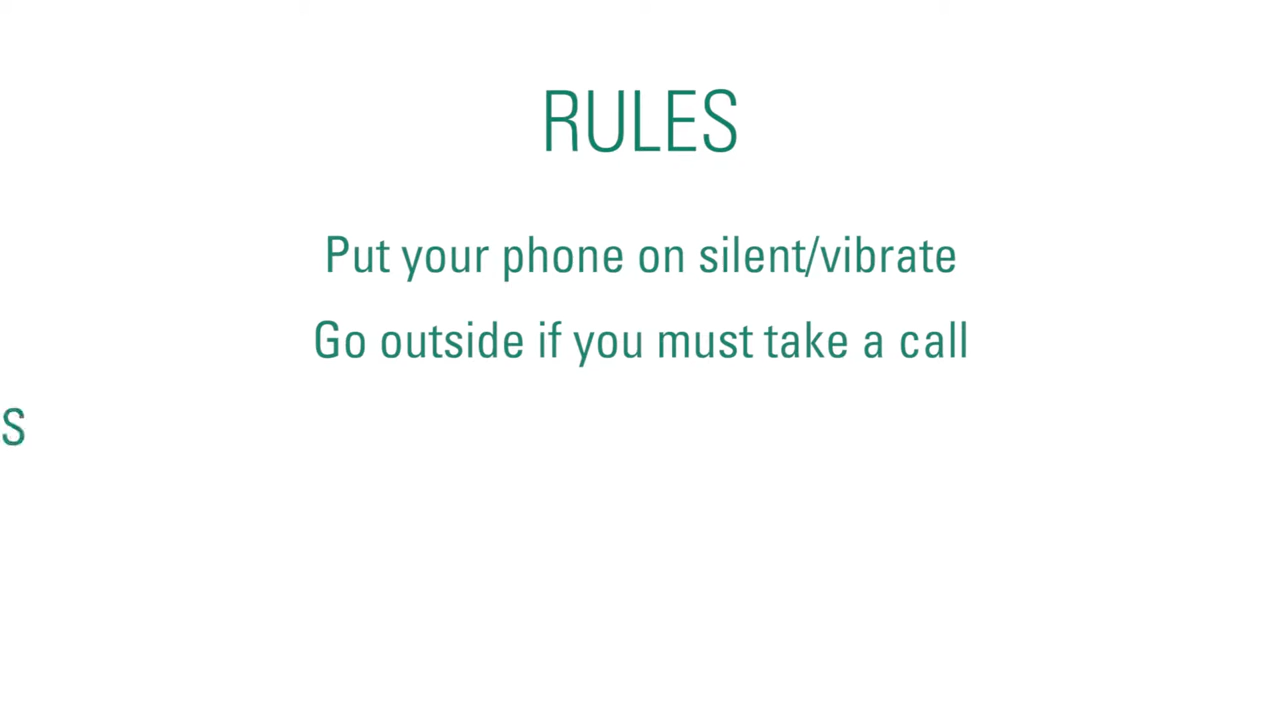 RULES
Put your phone on silent/vibrate
Go outside if you must take a call